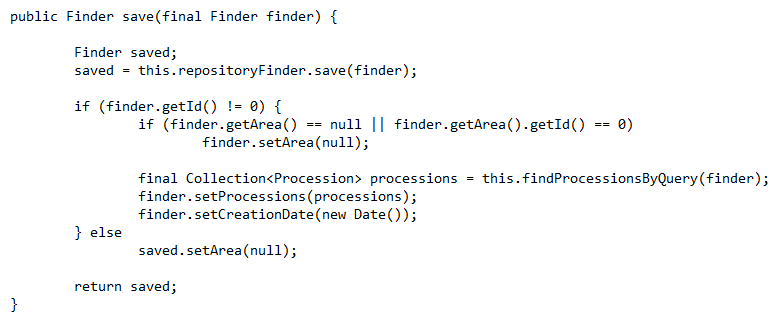 public Finder save(final Finder finder) {
Finder saved;
saved = this.repositoryFinder.save(finder);
if (finder.getId() != 0) {
if (finder.getArea() == null || finder.getArea().getId() == 0)
finder.setArea(null);
final Collection<Procession> processions = this.findProcessionsByQuery(finder);
finder.setProcessions(processions);
finder.setCreationDate(new Date());
} else
saved.setArea(null);
return saved;
}